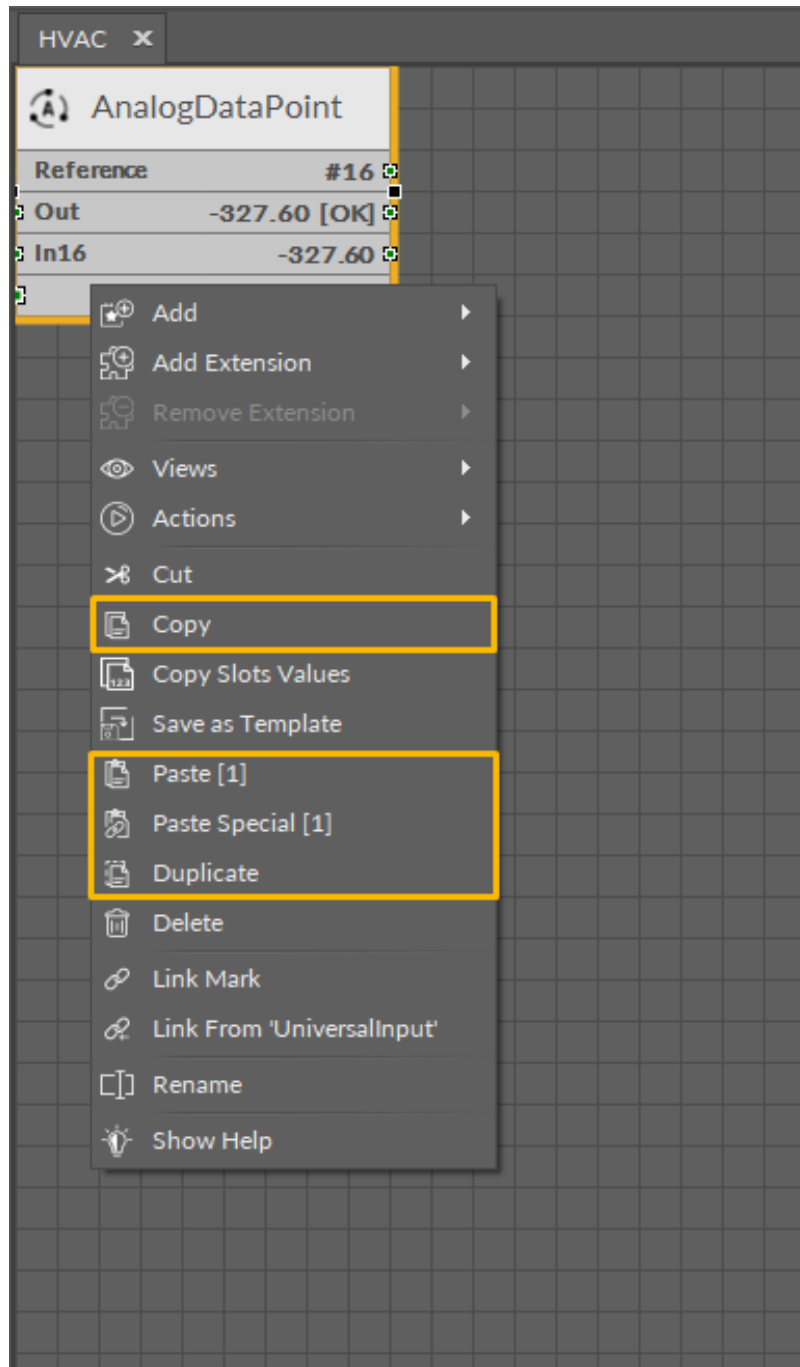 HVAC
AnalogDataPoint
Reference #16
Out -327.60 [OK]
In16 -327.60
Add
Add Extension
Remove Extension
Views
Actions
Cut
Copy
Copy Slots Values
Save as Template
Paste [1]
Paste Special [1]
Duplicate
Delete
Link Mark
Link From 'UniversalInput'
Rename
Show Help